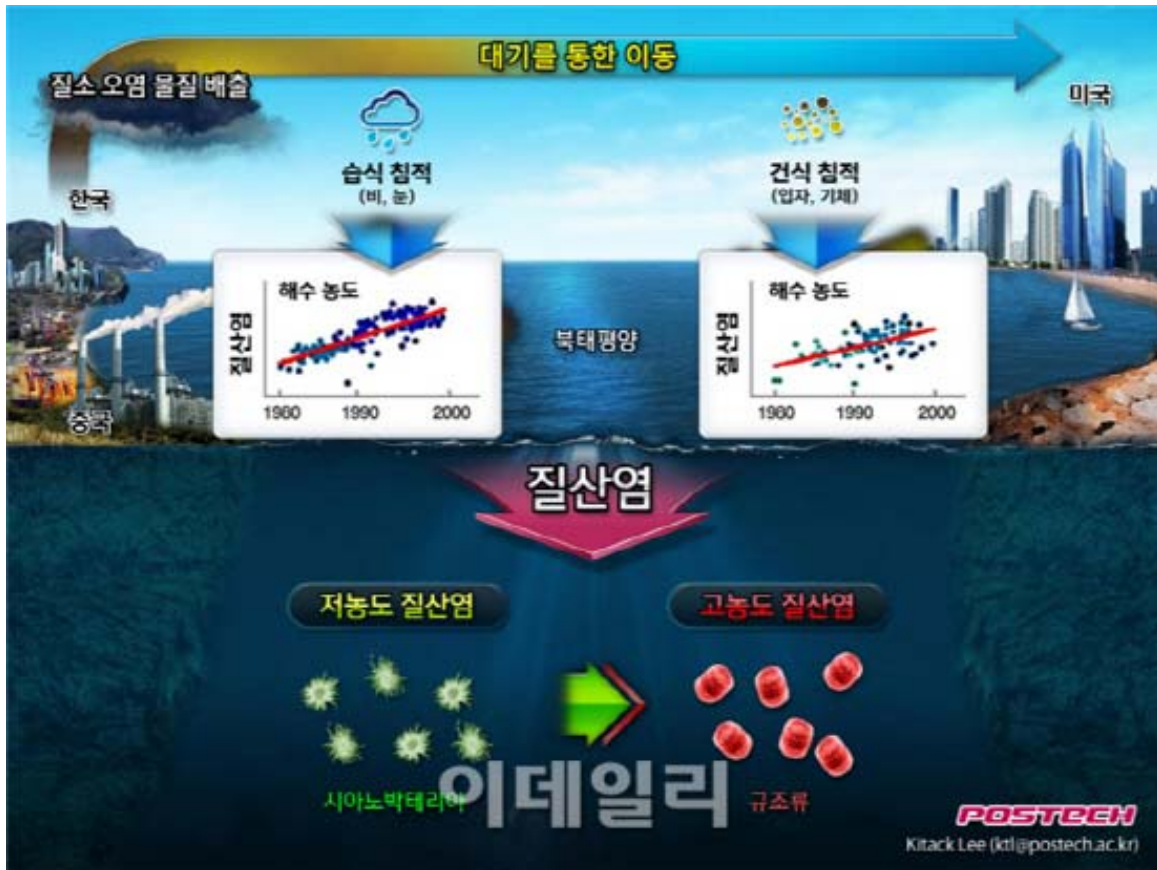 대기를 통한 이동
질소 오염 물질 배출
미국
습식 침적
(비, 눈)
건식 침적
(입자, 기체)
한국
해수 농도
질산염
1980
1990
2000
북태평양
해수 농도
질산염
1980
1990
2000
중국
질산염
저농도 질산염
고농도 질산염
시아노박테리아
규조류
이데일리
POSTECH
Kitack Lee (ktl@postech.ac.kr)